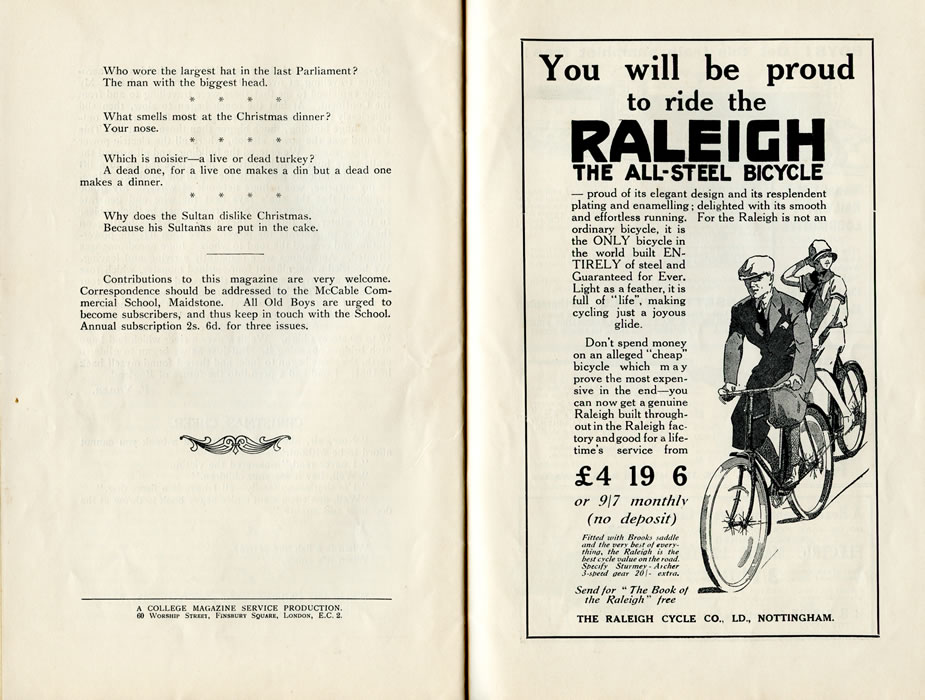 Who wore the largest hat in the last Parliament?
The man with the biggest head.
* * * *
What smells most at the Christmas dinner?
Your nose.
* * * *
Which is noisier—a live or dead turkey?
A dead one, for a live one makes a din but a dead one
makes a dinner.
* * * *
Why does the Sultan dislike Christmas.
Because his Sultanas are put in the cake.
Contributions to this magazine are very welcome.
Correspondence should be addressed to the McCable Com-
mercial School, Maidstone. All Old Boys are urged to
become subscribers, and thus keep in touch with the School.
Annual subscription 2s. 6d. for three issues.
A COLLEGE MAGAZINE SERVICE PRODUCTION.
69 Worship Street, Finsbury Square, London, E.C. 2.
You will be proud
to ride the
RALEIGH
THE ALL-STEEL BICYCLE
— proud of its elegant design and its resplendent
plating and enamelling; delighted with its smooth
and effortless running. For the Raleigh is not an
ordinary bicycle, it is
the ONLY bicycle in
the world built EN-
TIRELY of steel and
Guaranteed for Ever.
Light as a feather, it is
full of "life", making
cycling just a joyous
glide.
Don't spend money
on an alleged "cheap"
bicycle which may
prove the most expen-
sive in the end—you
can now get a genuine
Raleigh built through-
out in the Raleigh fac-
tory and good for a life-
time's service from
£4 19 6
or 9/7 monthly
(no deposit)
Fitted with Brooks saddle
and the very best of every-
thing, the Raleigh is the
best cycle value on the road.
Specify Sturmey-Archer
3-speed gear 20/- extra.
Send for "The Book of
the Raleigh" free
THE RALEIGH CYCLE CO., LD., NOTTINGHAM.